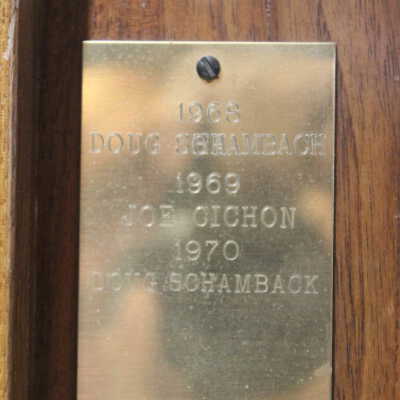 1968
DOUG SCHAMBACH
1969
JOE CICHON
1970
DOUG SCHAMBACK